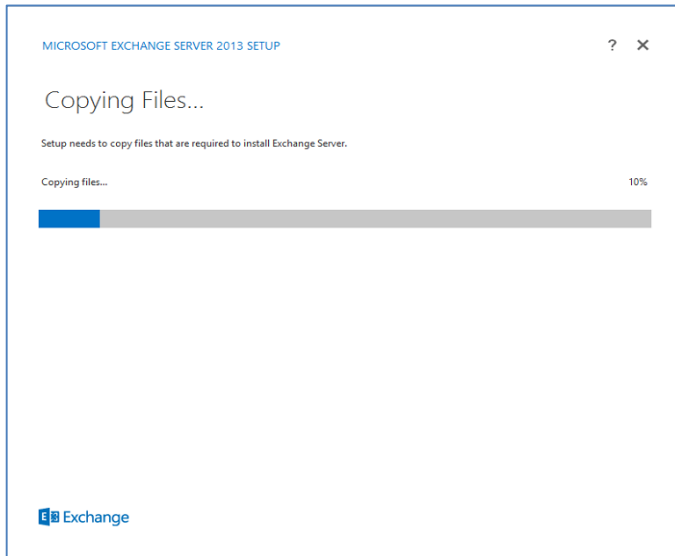 MICROSOFT EXCHANGE SERVER 2013 SETUP ? ✕
Copying Files...
Setup needs to copy files that are required to install Exchange Server.
Copying files... 10%
E Exchange